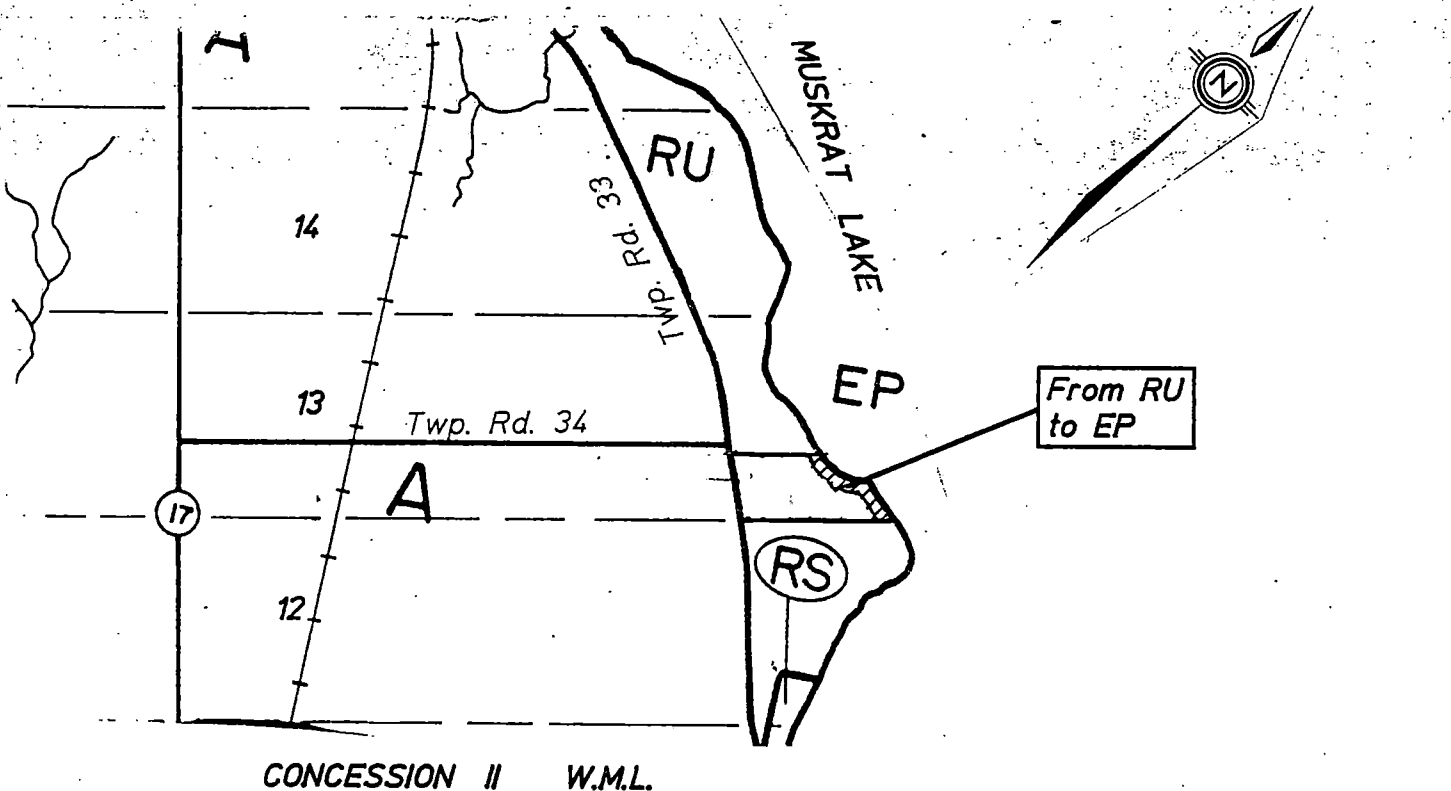 MUSKRAT LAKE
N
RU
14
Twp. Rd. 33
EP
From RU
to EP
13
Twp. Rd. 34
A
17
RS
12
CONCESSION II W.M.L.